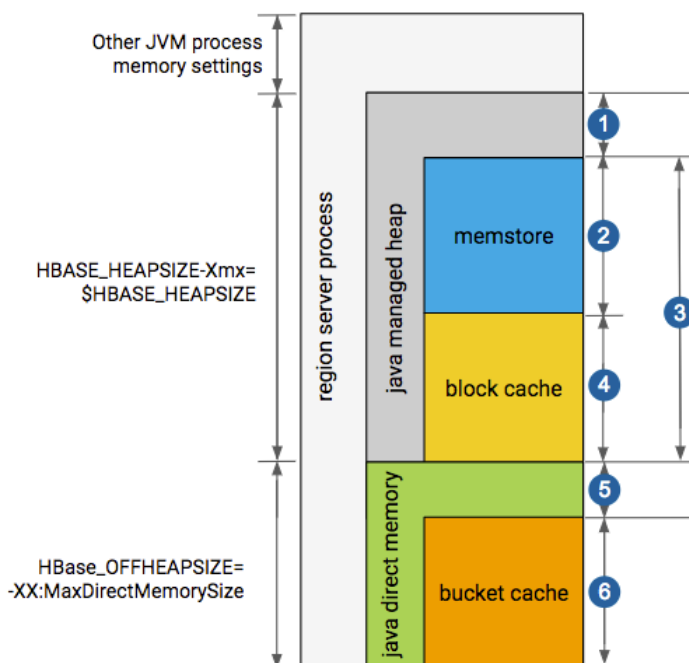 Other JVM process
memory settings
1
memstore
2
HBASE_HEAPSIZE-Xmx=
$HBASE_HEAPSIZE
region server process
java managed heap
3
block cache
4
5
HBase_OFFHEAPSIZE=
-XX:MaxDirectMemorySize
java direct memory
bucket cache
6